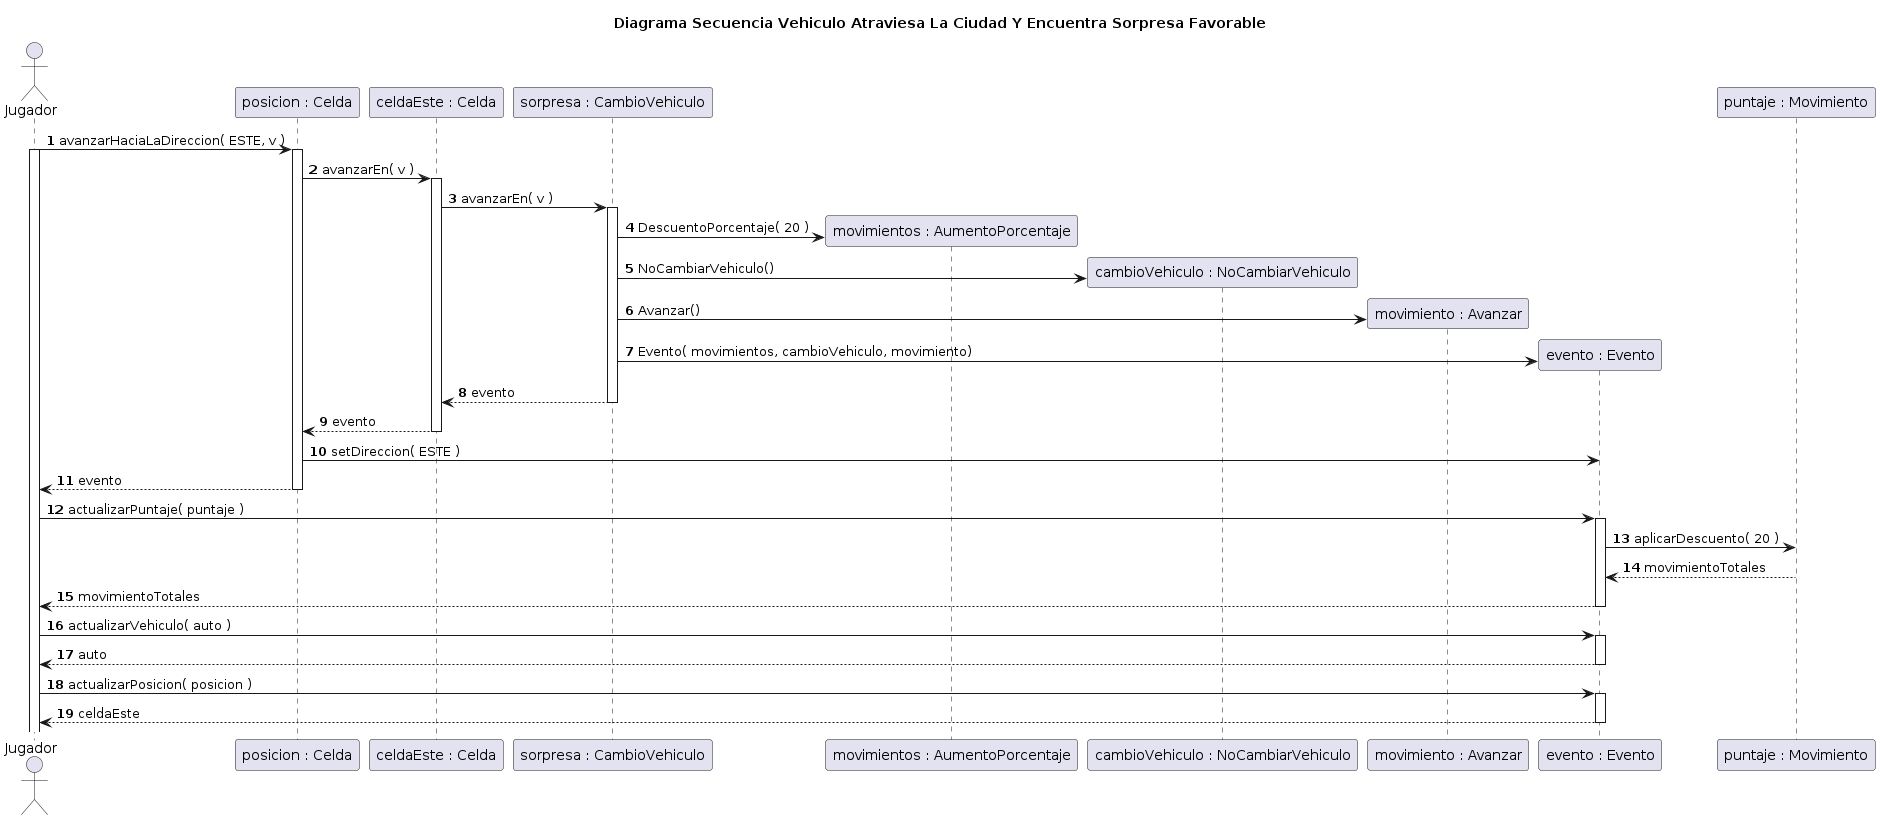 Diagrama Secuencia Vehiculo Atraviesa La Ciudad Y Encuentra Sorpresa Favorable
Jugador
posicion : Celda
celdaEste : Celda
sorpresa : CambioVehiculo
puntaje : Movimiento
1 avanzarHaciaLaDireccion( ESTE, v )
2 avanzarEn( v )
3 avanzarEn( v )
4 DescuentoPorcentaje( 20 )
movimientos : AumentoPorcentaje
5 NoCambiarVehiculo()
cambioVehiculo : NoCambiarVehiculo
6 Avanzar()
movimiento : Avanzar
7 Evento( movimientos, cambioVehiculo, movimiento)
evento : Evento
8 evento
9 evento
10 setDireccion( ESTE )
11 evento
12 actualizarPuntaje( puntaje )
13 aplicarDescuento( 20 )
14 movimientoTotales
15 movimientoTotales
16 actualizarVehiculo( auto )
17 auto
18 actualizarPosicion( posicion )
19 celdaEste
Jugador
posicion : Celda
celdaEste : Celda
sorpresa : CambioVehiculo
movimientos : AumentoPorcentaje
cambioVehiculo : NoCambiarVehiculo
movimiento : Avanzar
evento : Evento
puntaje : Movimiento